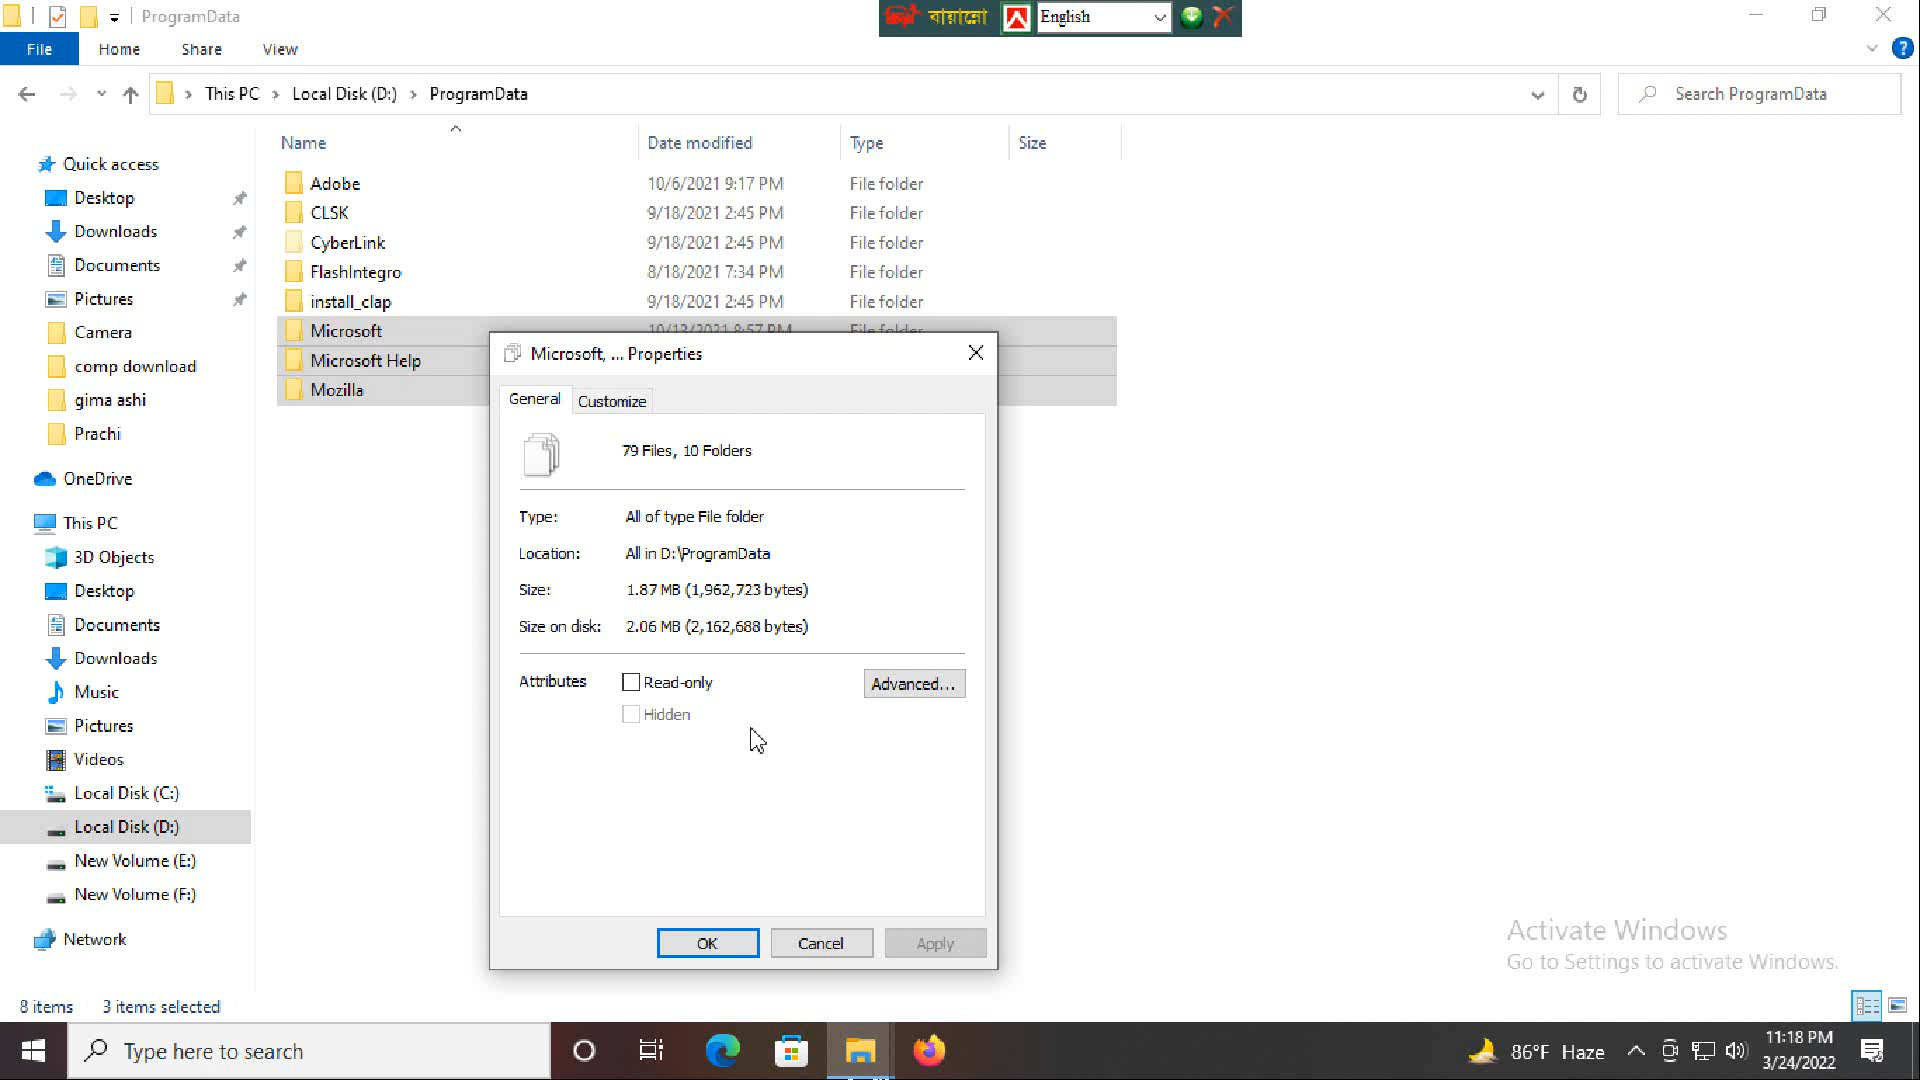 ProgramData
বায়ান্নো
English
File Home Share View
This PC Local Disk (D:) ProgramData
Search ProgramData
Name Date modified Type Size
Quick access
Desktop
Downloads
Documents
Pictures
Camera
comp download
gima ashi
Prachi
OneDrive
This PC
3D Objects
Desktop
Documents
Downloads
Music
Pictures
Videos
Local Disk (C:)
Local Disk (D:)
New Volume (E:)
New Volume (F:)
Network
Adobe 10/6/2021 9:17 PM File folder
CLSK 9/18/2021 2:45 PM File folder
CyberLink 9/18/2021 2:45 PM File folder
FlashIntegro 8/18/2021 7:34 PM File folder
install_clap 9/18/2021 2:45 PM File folder
Microsoft 10/13/2021 8:57 PM File folder
Microsoft Help
Mozilla
Microsoft, ... Properties
General Customize
79 Files, 10 Folders
Type: All of type File folder
Location: All in D:\ProgramData
Size: 1.87 MB (1,962,723 bytes)
Size on disk: 2.06 MB (2,162,688 bytes)
Attributes Read-only Advanced...
Hidden
OK Cancel Apply
Activate Windows
Go to Settings to activate Windows.
8 items 3 items selected
Type here to search
86°F Haze
11:18 PM
3/24/2022